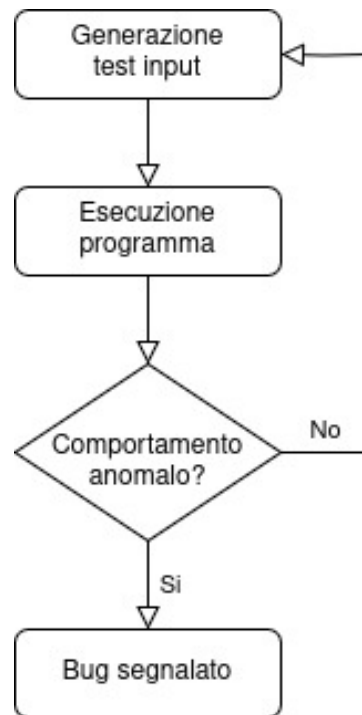 Generazione
test input
Esecuzione
programma
Comportamento
anomalo?
No
Si
Bug segnalato